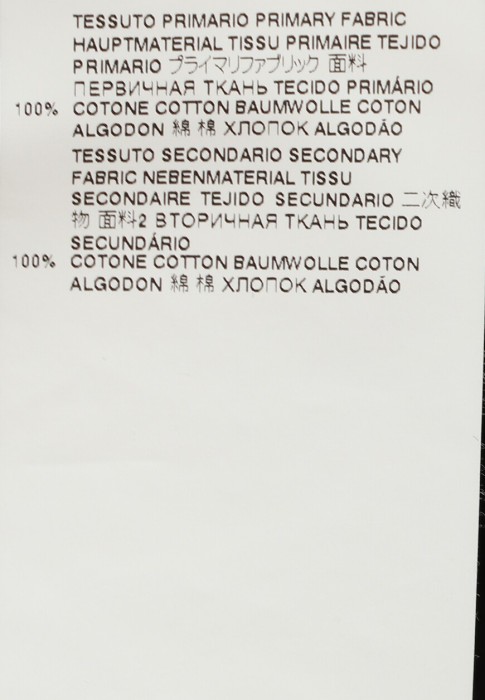 TESSUTO PRIMARIO PRIMARY FABRIC
HAUPTMATERIAL TISSU PRIMAIRE TEJIDO
PRIMARIO プライマリファブリック 面料
ПЕРВИЧНАЯ ТКАНЬ TECIDO PRIMÁRIO
100% COTONE COTTON BAUMWOLLE COTON
ALGODON 綿 棉 ХЛОПОК ALGODÃO
TESSUTO SECONDARIO SECONDARY
FABRIC NEBENMATERIAL TISSU
SECONDAIRE TEJIDO SECUNDARIO 二次織
物 面料2 ВТОРИЧНАЯ ТКАНЬ TECIDO
SECUNDÁRIO
100% COTONE COTTON BAUMWOLLE COTON
ALGODON 綿 棉 ХЛОПОК ALGODÃO